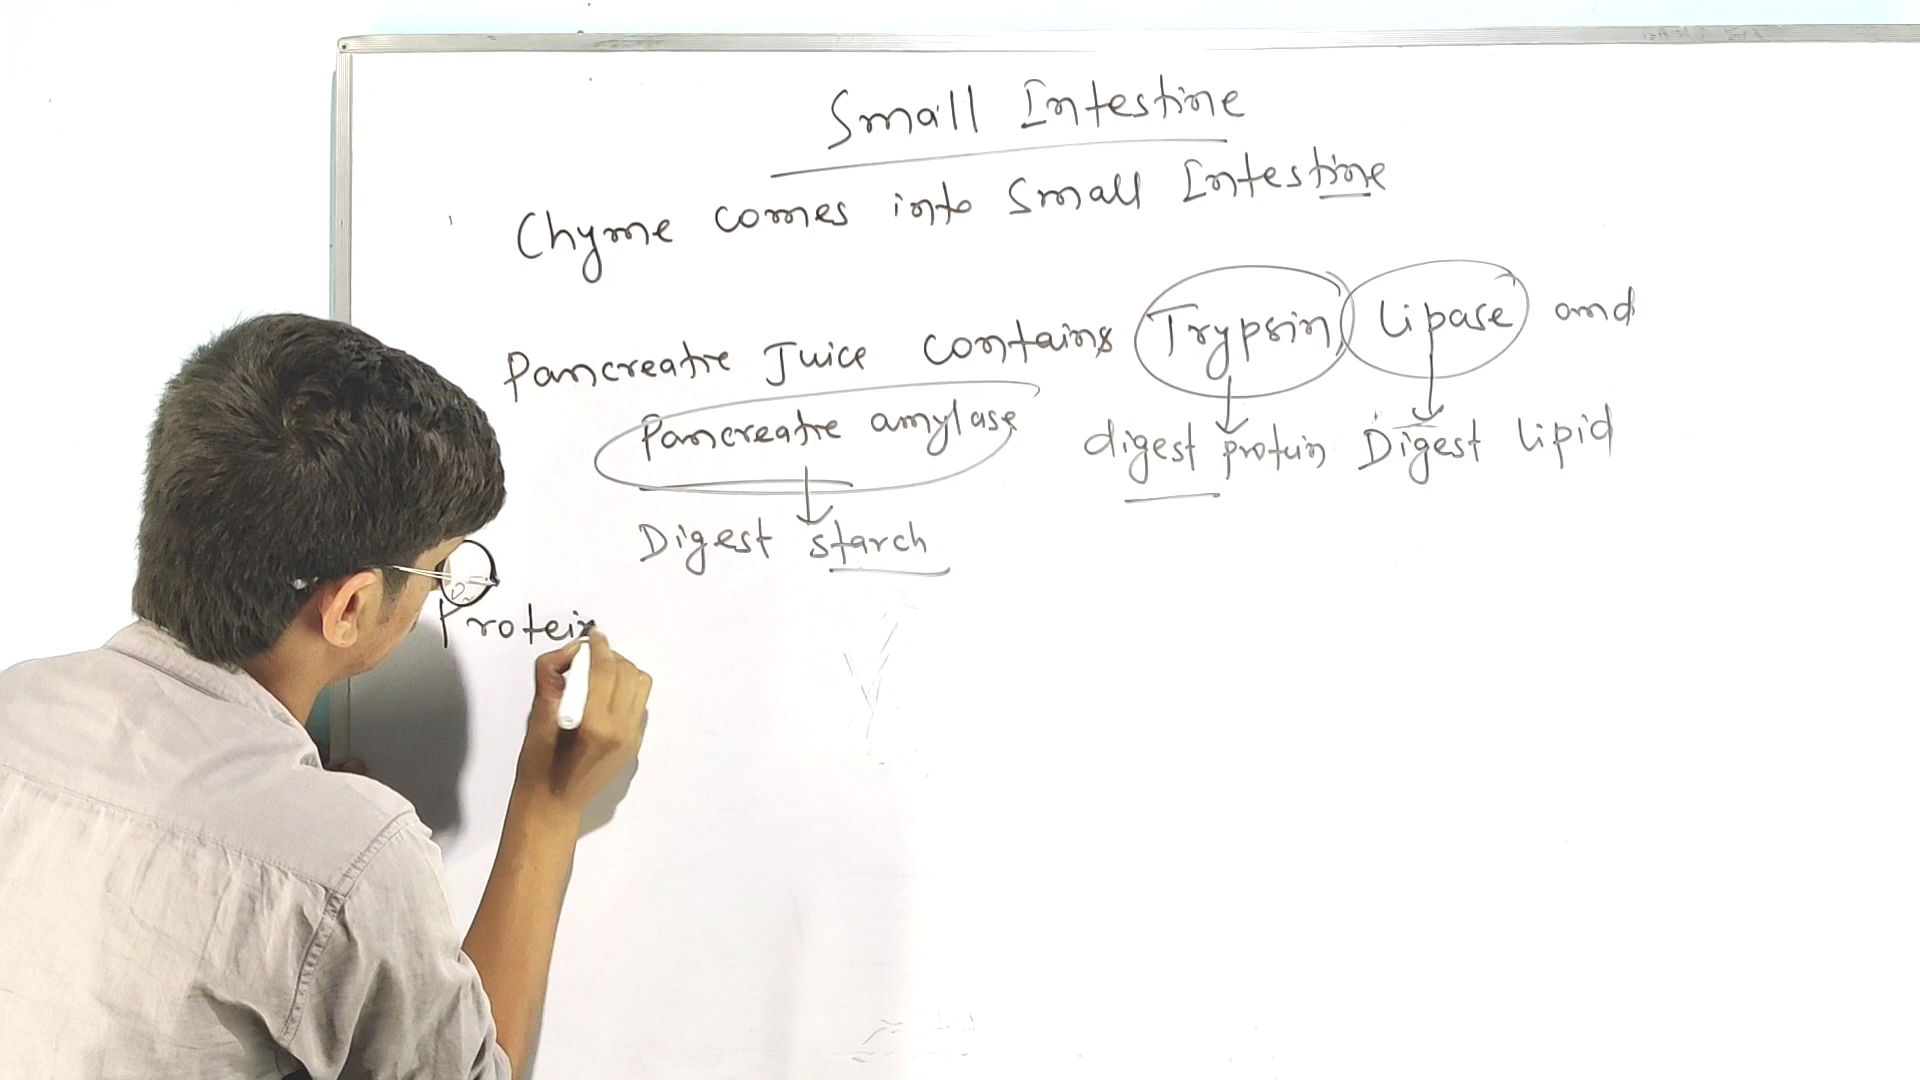 Small Intestine
Chyme comes into Small Intestine
Pancreatic Juice contains Trypsin Lipase and
Pancreatic amylase
digest protein Digest lipid
Digest starch
Protein